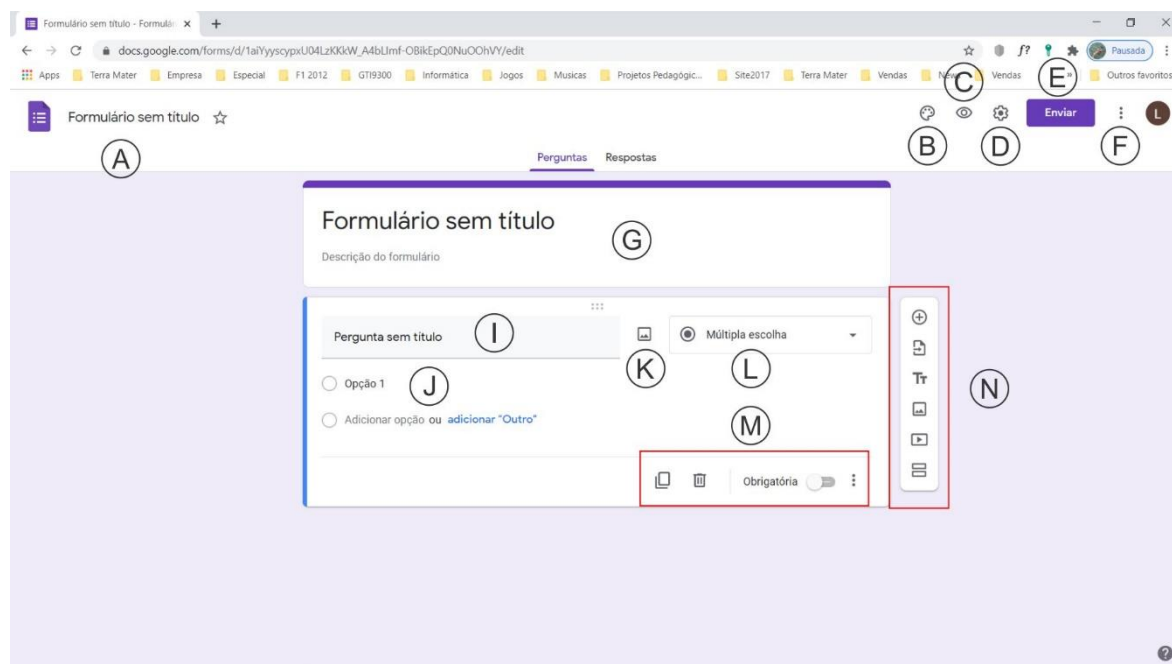 Formulário sem título - Formulár
docs.google.com/forms/d/1aiYyyscypxU04LzKKkW_A4bLlmf-OBikEpQ0NuOOhVY/edit
f?
Pausada
Apps Terra Mater Empresa Especial F1 2012 GTI9300 Informática Jogos Musicas Projetos Pedagógic... Site2017 Terra Mater Vendas Vendas » Outros favoritos
C E
Formulário sem título Enviar L
A B D F
Perguntas Respostas
Formulário sem título
G
Descrição do formulário
Pergunta sem título I Múltipla escolha
K L
Opção 1 J
N
Adicionar opção ou adicionar "Outro"
M
Obrigatória